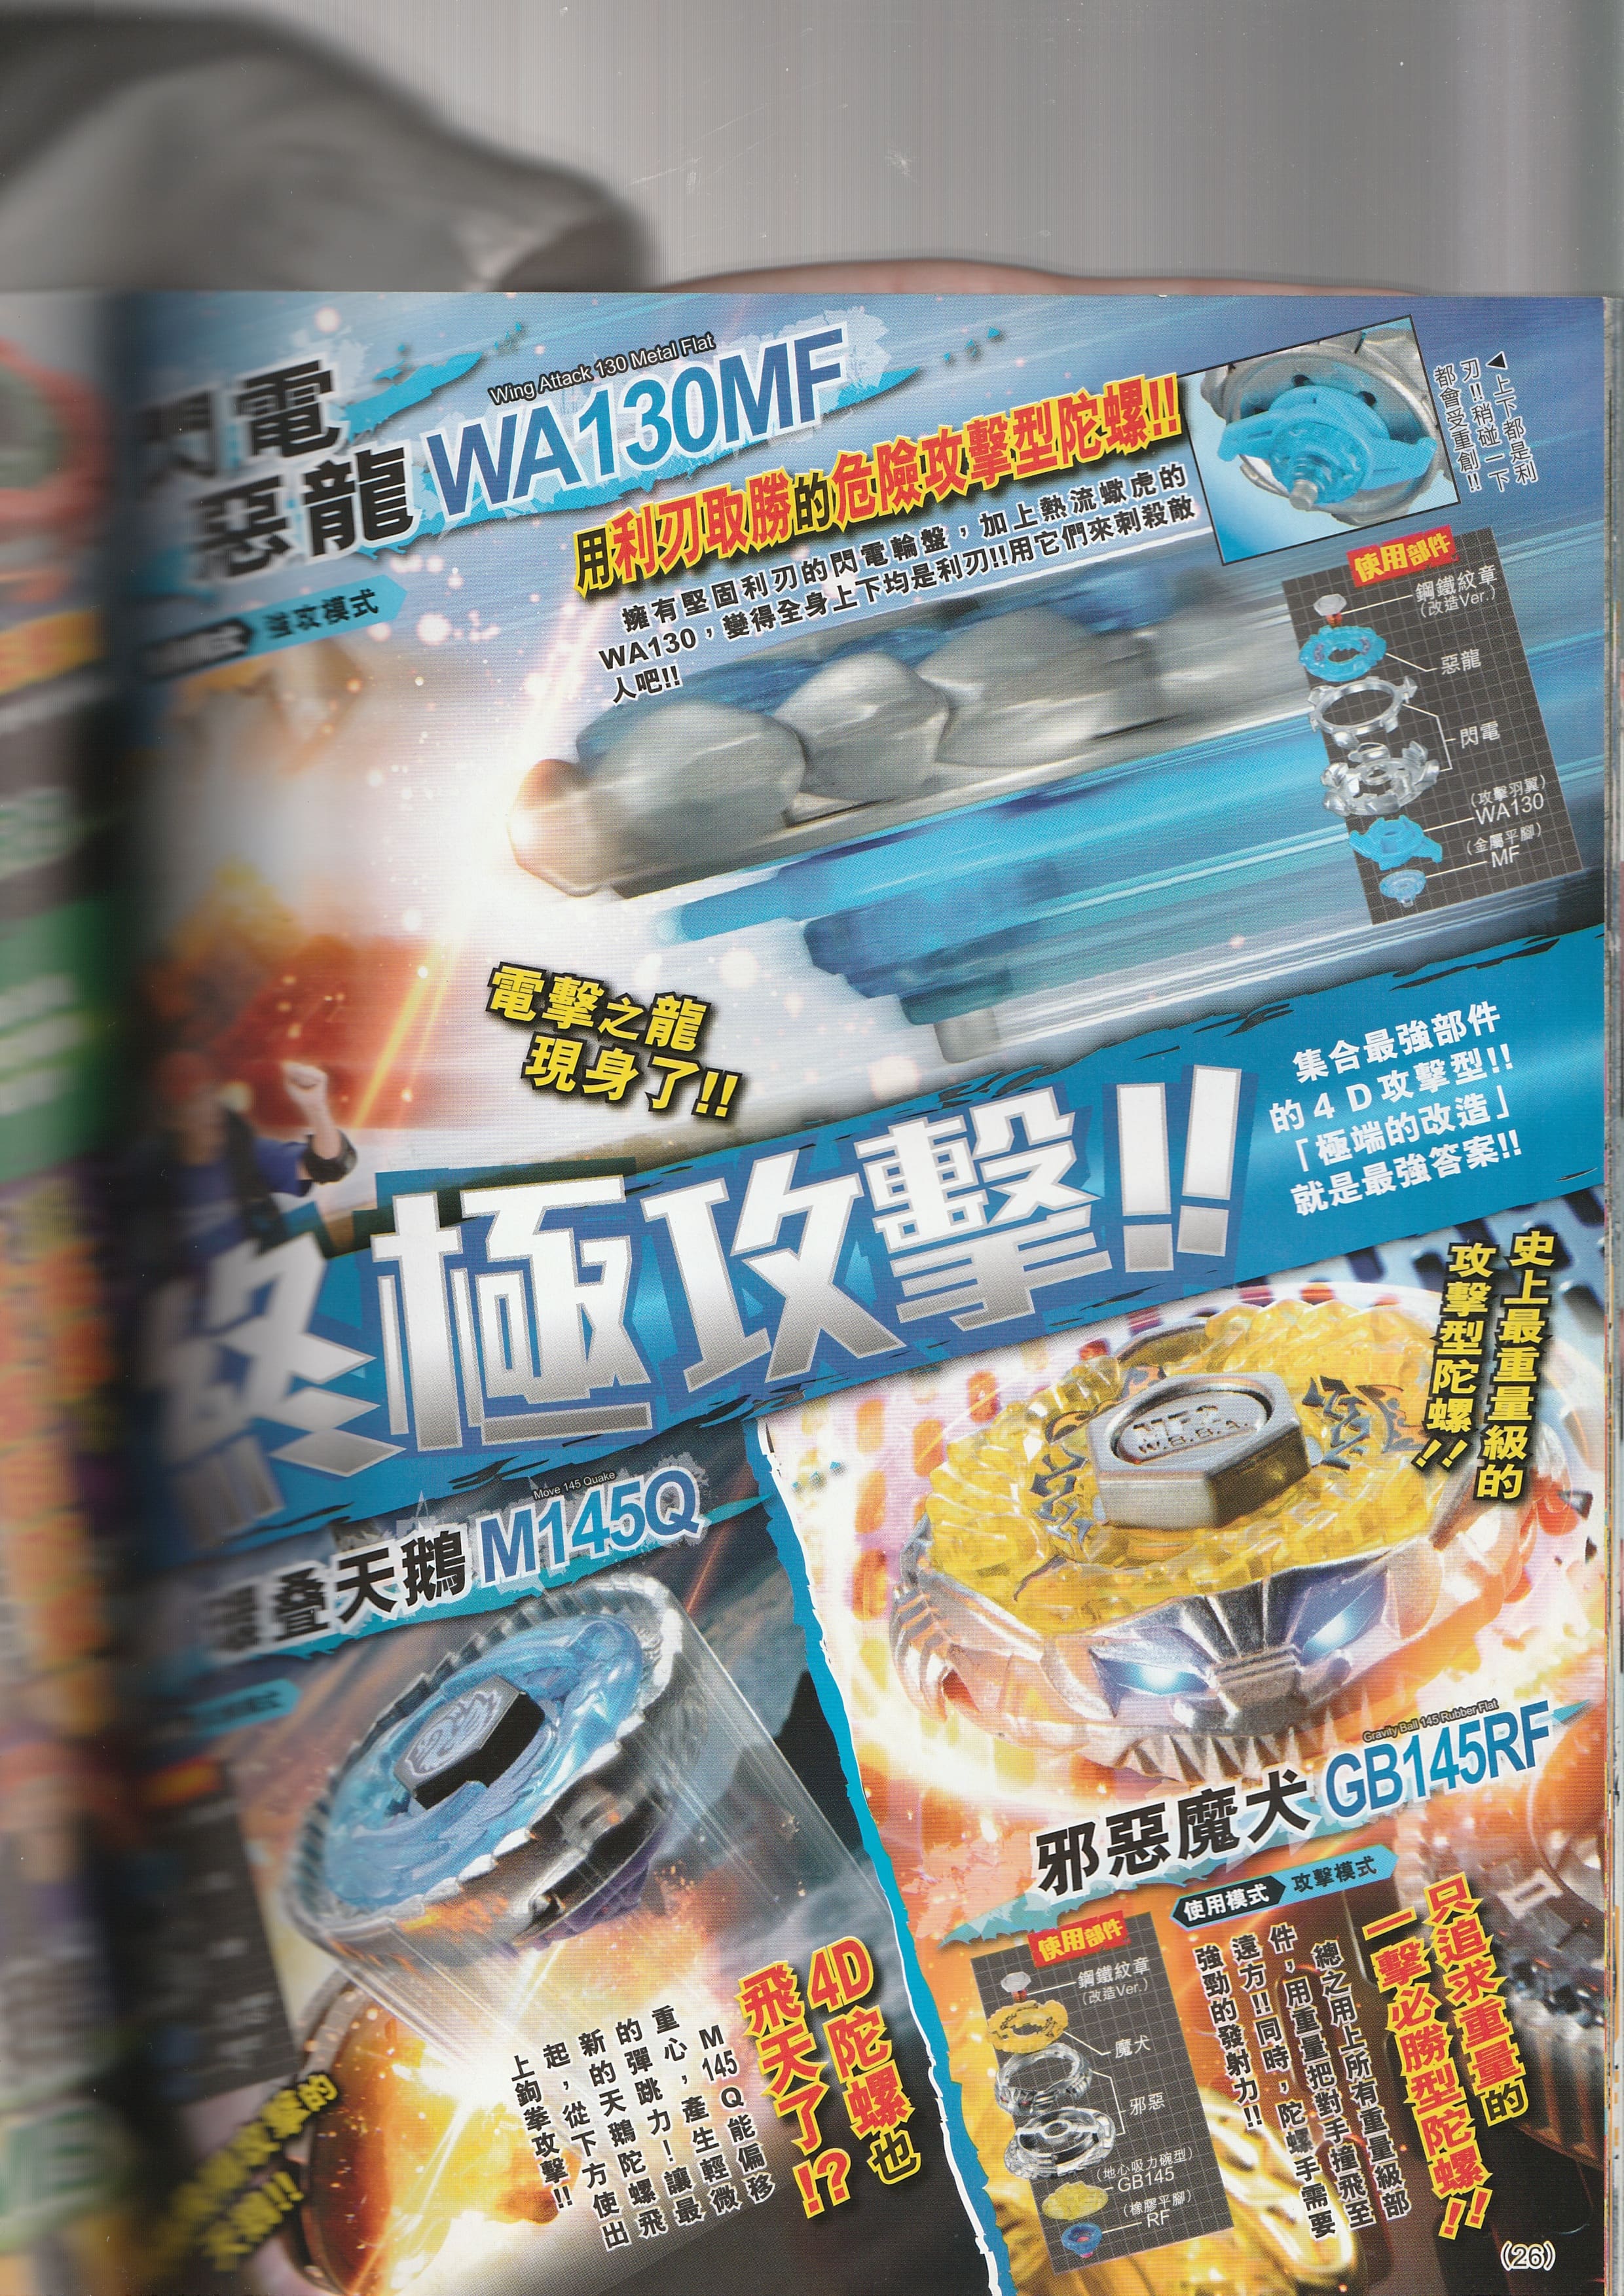 閃電
惡龍
Wing Attack 130 Metal Flat
WA130MF
強攻模式
用利刃取勝的危險攻擊型陀螺!!
擁有堅固利刃的閃電輪盤，加上熱流蠍虎的
WA130，變得全身上下均是利刃!!用它們來刺殺敵
人吧!!
◀上下都是利
刃!!稍碰一下
都會受重創!!
使用部件
鋼鐵紋章
(改造Ver.)
惡龍
閃電
(攻擊羽翼)
WA130
(金屬平腳)
MF
電擊之龍
現身了!!
終極攻擊!!
集合最強部件
的4D攻擊型!!
「極端的改造」
就是最強答案!!
史上最重量級的
攻擊型陀螺!!
Move 145 Quake
疊天鵝 M145Q
4D陀螺也
飛天了!?
M145Q能偏移
重心，產生輕微
的彈跳力！讓最
新的天鵝陀螺飛
起，從下方使出
上鉤拳攻擊!!
Gravity Ball 145 Rubber Flat
邪惡魔犬 GB145RF
使用模式 攻擊模式
只追求重量的
一擊必勝型陀螺!!
總之用上所有重量級部
件，用重量把對手撞飛至
遠方!!同時，陀螺手需要
強勁的發射力!!
使用部件
鋼鐵紋章
(改造Ver.)
魔犬
邪惡
(地心吸力碗型)
GB145
(橡膠平腳)
RF
(26)